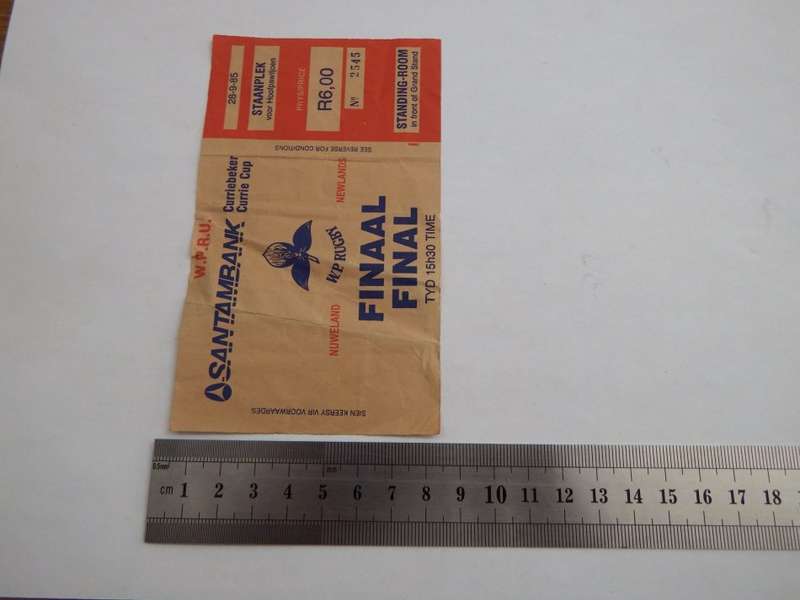 28-9-85
STAANPLEK
voor Hoofpawiljoen
PRYS/PRICE
R6,00
Nº 2545
STANDING-ROOM
in front of Grand Stand
SEE REVERSE FOR CONDITIONS
W.P.R.U.
SANTAMBANK
Curriebeker
Currie Cup
WP RUGBY
NUWELAND
NEWLANDS
FINAAL
FINAL
TYD 15h30 TIME
SIEN KEERSY VIR VOORWAARDES
0.5mm
mm
cm 1 2 3 4 5 6 7 8 9 10 11 12 13 14 15 16 17 18